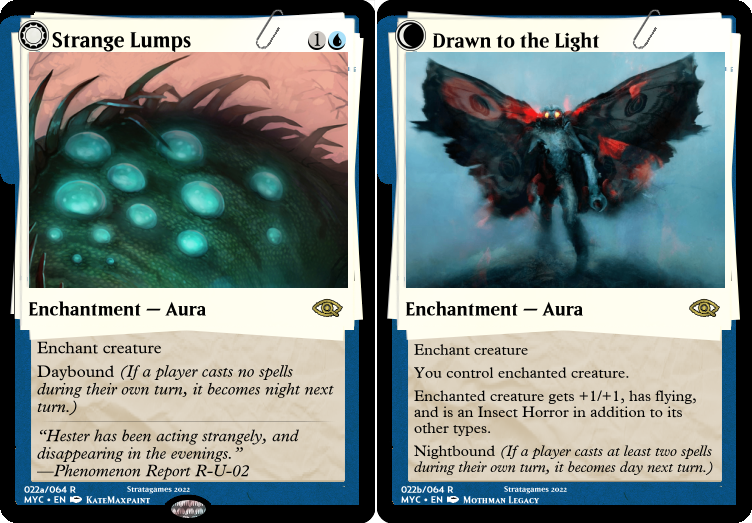 Strange Lumps
1
Enchantment — Aura
Enchant creature
Daybound (If a player casts no spells
during their own turn, it becomes night next
turn.)
“Hester has been acting strangely, and
disappearing in the evenings.”
—Phenomenon Report R-U-02
022a/064 R
Stratagames 2022
MYC • EN KateMaxpaint
Drawn to the Light
Enchantment — Aura
Enchant creature
You control enchanted creature.
Enchanted creature gets +1/+1, has flying,
and is an Insect Horror in addition to its
other types.
Nightbound (If a player casts at least two spells
during their own turn, it becomes day next turn.)
022b/064 R
Stratagames 2022
MYC • EN Mothman Legacy